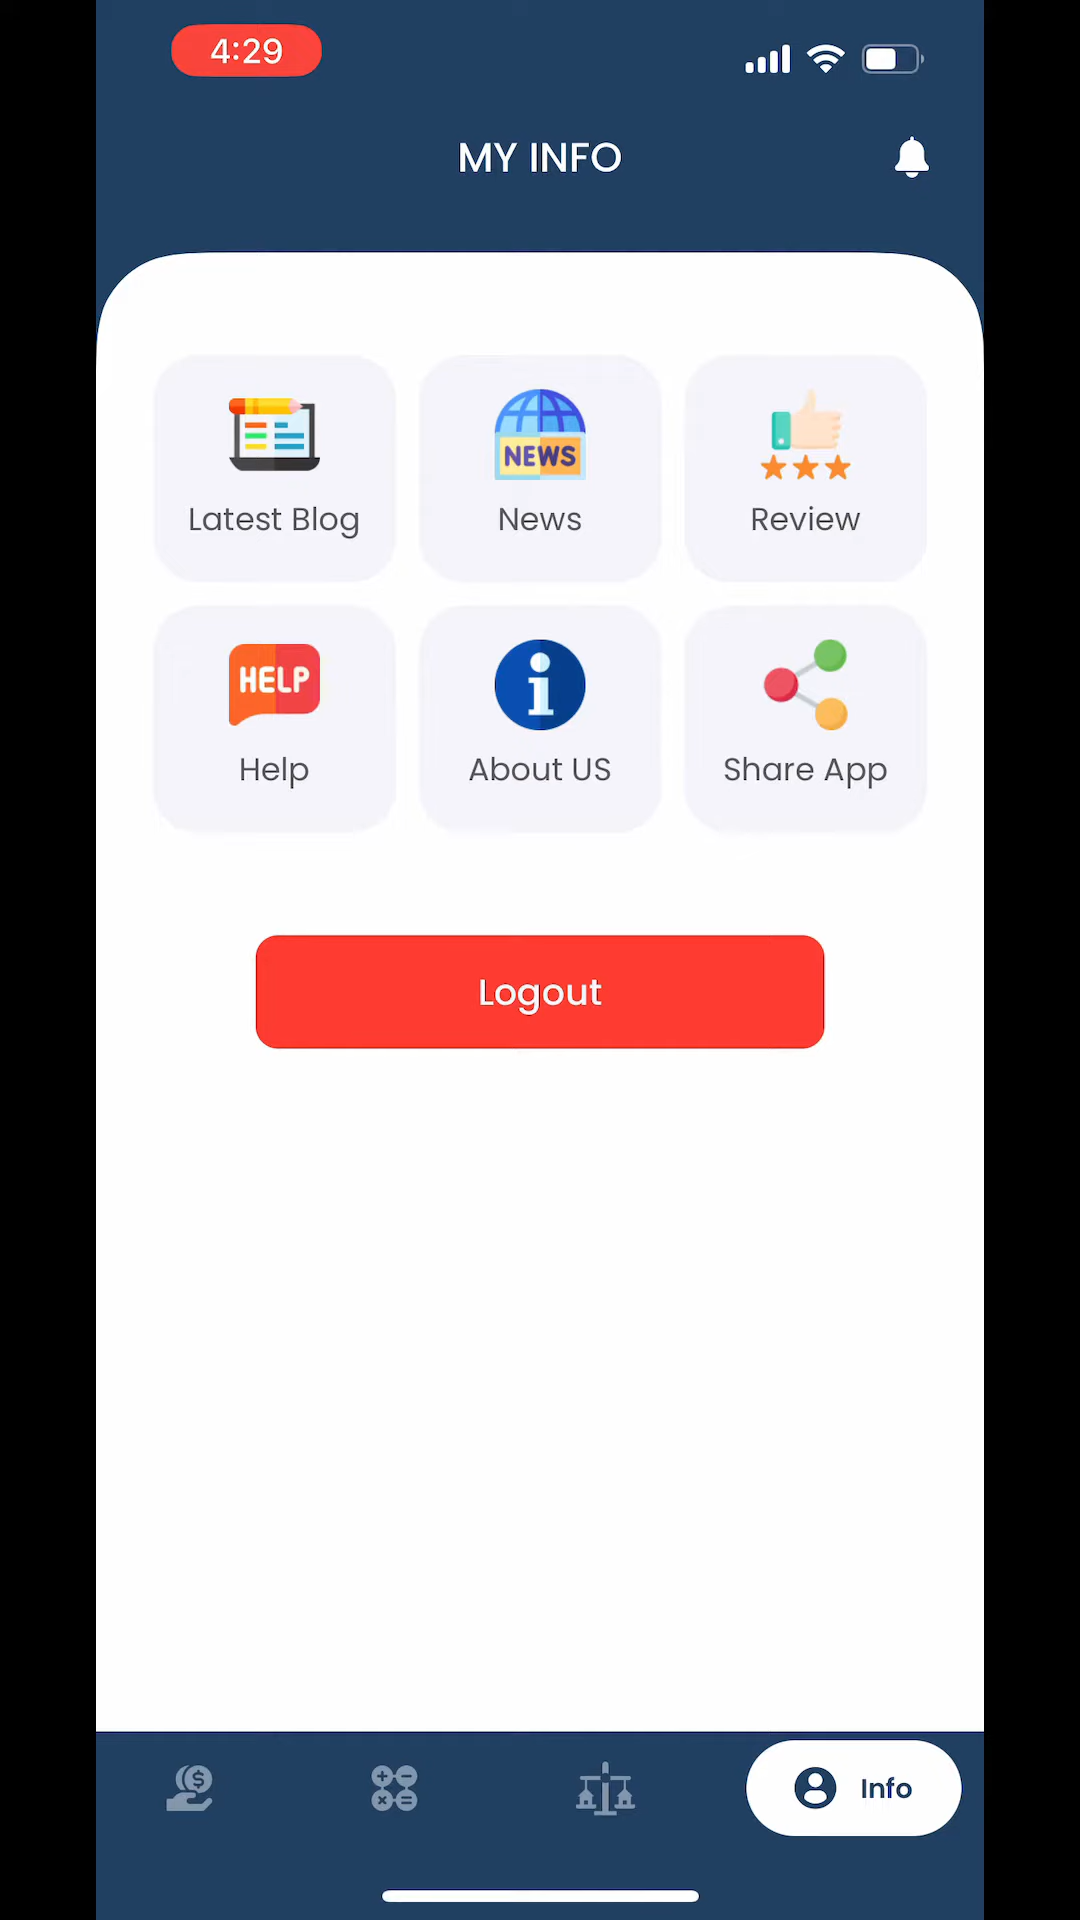 4:29
MY INFO
NEWS
Latest Blog
News
Review
HELP
Help
About US
Share App
Logout
Info